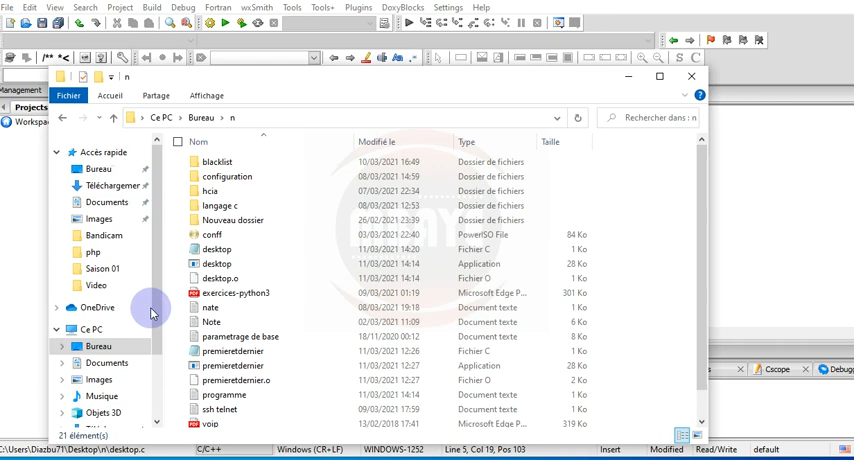 File Edit View Search Project Build Debug Fortran wxSmith Tools Tools+ Plugins DoxyBlocks Settings Help
/** *<
Aa .*
S C
Management
n
Projects
Fichier Accueil Partage Affichage
Workspa
Ce PC Bureau n Rechercher dans : n
Nom Modifié le Type Taille
Accès rapide
Bureau
Téléchargemer
Documents
Images
Bandicam
php
Saison 01
Video
OneDrive
Ce PC
Bureau
Documents
Images
Musique
Objets 3D
blacklist 10/03/2021 16:49 Dossier de fichiers
configuration 08/03/2021 14:59 Dossier de fichiers
hcia 07/03/2021 22:34 Dossier de fichiers
langage c 08/03/2021 12:53 Dossier de fichiers
Nouveau dossier 26/02/2021 23:39 Dossier de fichiers
conff 03/03/2021 22:40 PowerISO File 84 Ko
desktop 11/03/2021 14:20 Fichier C 1 Ko
desktop 11/03/2021 14:14 Application 28 Ko
desktop.o 11/03/2021 14:14 Fichier O 1 Ko
exercices-python3 09/03/2021 01:19 Microsoft Edge P... 301 Ko
nate 08/03/2021 19:18 Document texte 1 Ko
Note 02/03/2021 11:09 Document texte 6 Ko
parametrage de base 18/11/2020 00:12 Document texte 8 Ko
premieretdernier 11/03/2021 12:26 Fichier C 1 Ko
premieretdernier 11/03/2021 12:27 Application 28 Ko
premieretdernier.o 11/03/2021 12:27 Fichier O 2 Ko
programme 11/03/2021 14:14 Document texte 1 Ko
ssh telnet 09/03/2021 17:59 Document texte 1 Ko
voip 13/02/2018 17:41 Microsoft Edge P... 319 Ko
s Cscope Debug
21 élément(s)
C:\Users\Diazbu71\Desktop\n\desktop.c C/C++ Windows (CR+LF) WINDOWS-1252 Line 5, Col 19, Pos 103 Insert Modified Read/Write default